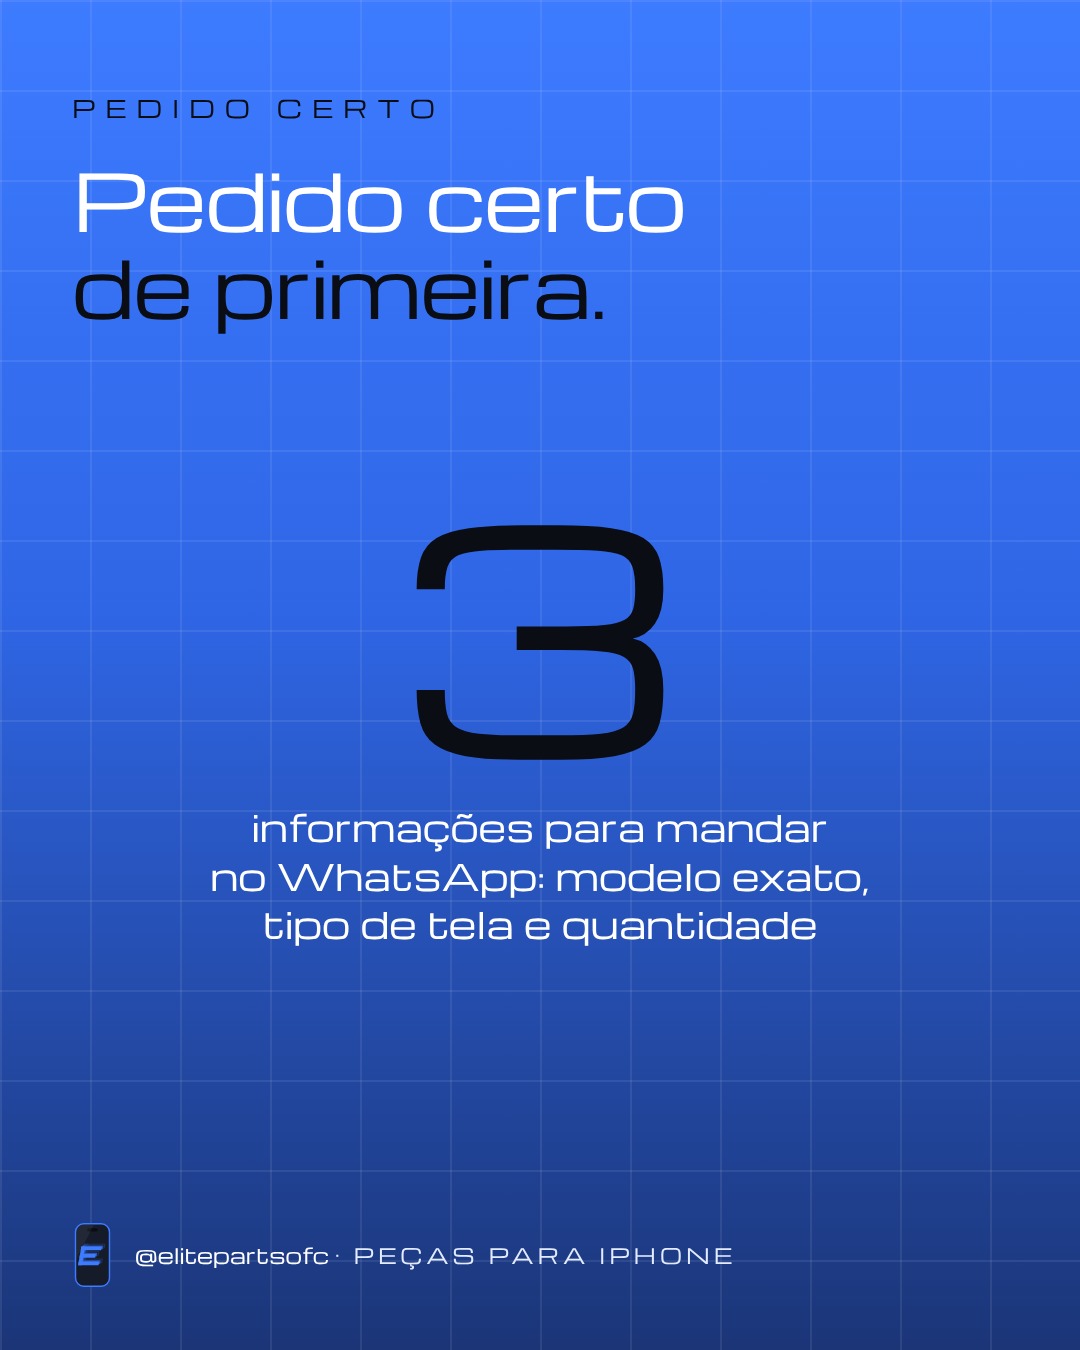 PEDIDO CERTO
Pedido certo
de primeira.
3
informações para mandar
no WhatsApp: modelo exato,
tipo de tela e quantidade
E
@elitepartsofc · PEÇAS PARA IPHONE